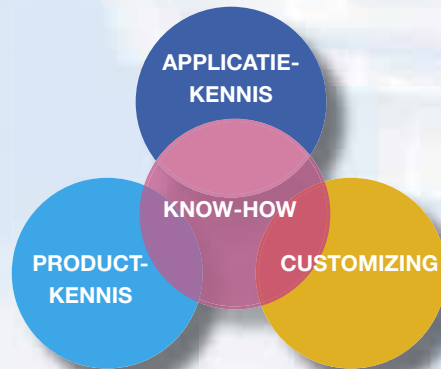 APPLICATIE-
KENNIS
KNOW-HOW
PRODUCT-
KENNIS
CUSTOMIZING